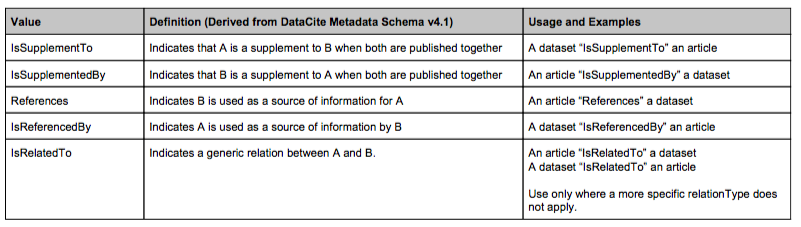 Value Definition (Derived from DataCite Metadata Schema v4.1) Usage and Examples
IsSupplementTo Indicates that A is a supplement to B when both are published together A dataset “IsSupplementTo” an article
IsSupplementedBy Indicates that B is a supplement to A when both are published together An article “IsSupplementedBy” a dataset
References Indicates B is used as a source of information for A An article “References” a dataset
IsReferencedBy Indicates A is used as a source of information by B A dataset “IsReferencedBy” an article
IsRelatedTo Indicates a generic relation between A and B. An article “IsRelatedTo” a dataset
A dataset “IsRelatedTo” an article
Use only where a more specific relationType does
not apply.